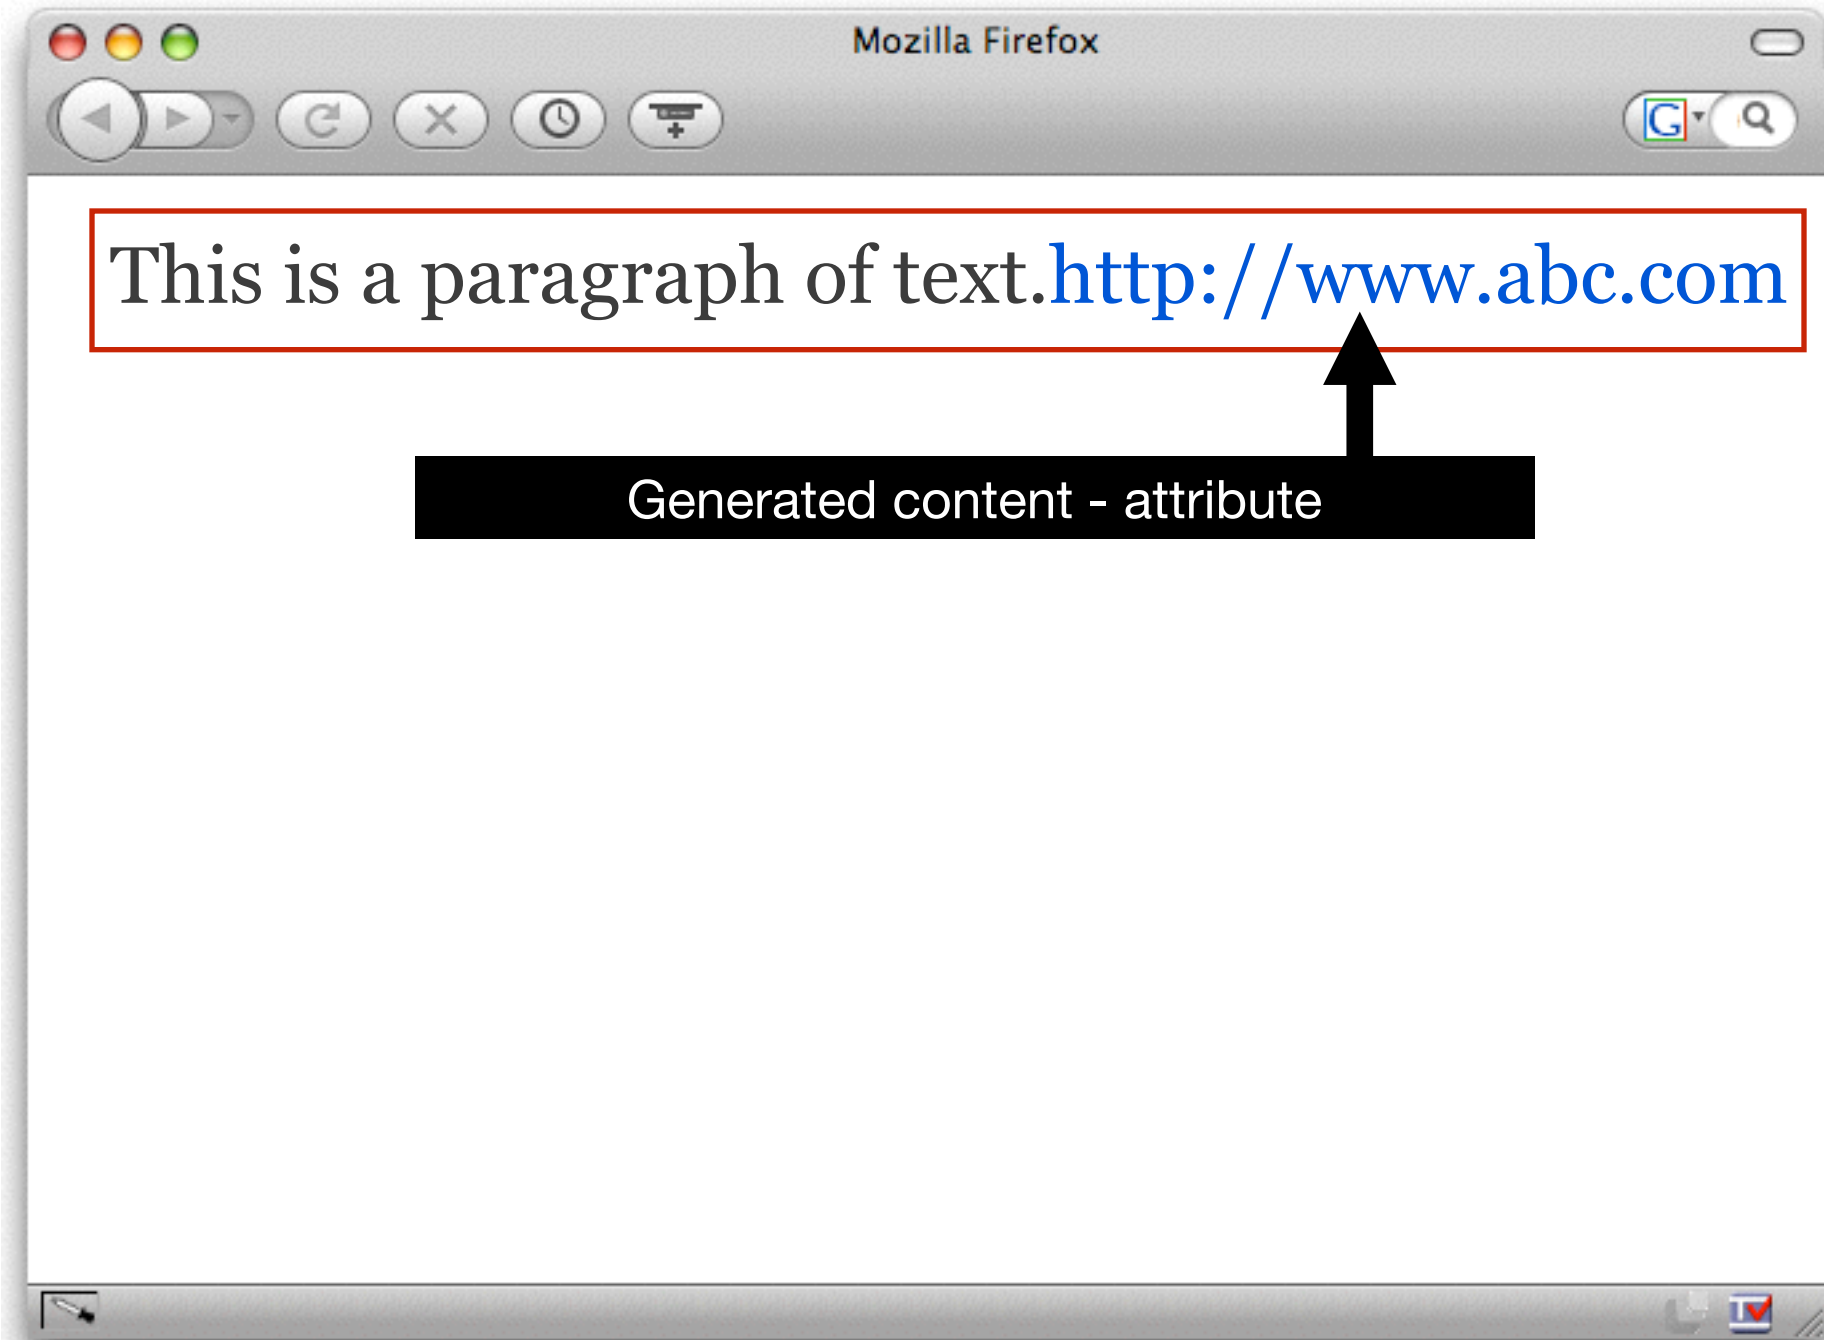 Mozilla Firefox
G
This is a paragraph of text.http://www.abc.com
Generated content - attribute